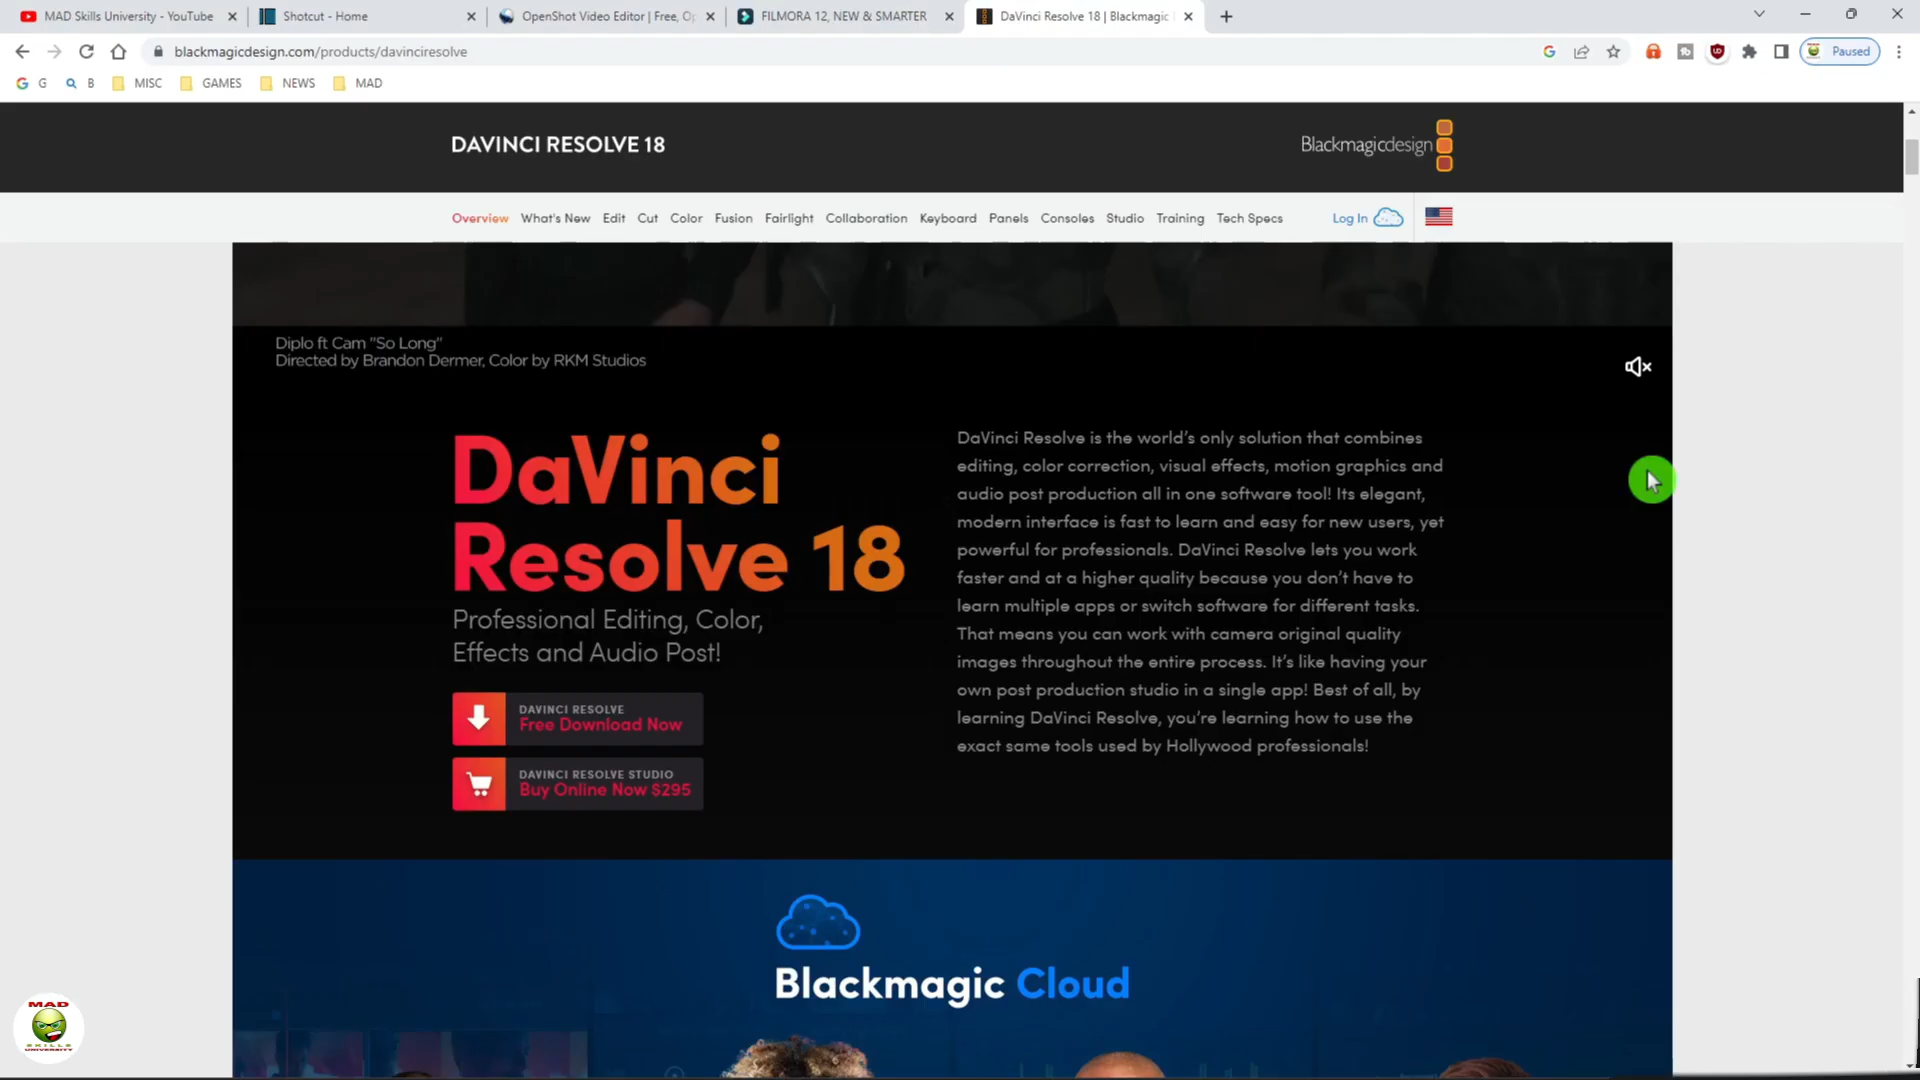 MAD Skills University - YouTube
Shotcut - Home
OpenShot Video Editor | Free, Op
FILMORA 12, NEW & SMARTER
DaVinci Resolve 18 | Blackmagic
blackmagicdesign.com/products/davinciresolve
Paused
G
B
MISC
GAMES
NEWS
MAD
DAVINCI RESOLVE 18
Blackmagicdesign
Overview What's New Edit Cut Color Fusion Fairlight Collaboration Keyboard Panels Consoles Studio Training Tech Specs Log In
Diplo ft Cam "So Long"
Directed by Brandon Dermer, Color by RKM Studios
DaVinci
Resolve 18
Professional Editing, Color,
Effects and Audio Post!
DAVINCI RESOLVE
Free Download Now
DAVINCI RESOLVE STUDIO
Buy Online Now $295
DaVinci Resolve is the world's only solution that combines
editing, color correction, visual effects, motion graphics and
audio post production all in one software tool! Its elegant,
modern interface is fast to learn and easy for new users, yet
powerful for professionals. DaVinci Resolve lets you work
faster and at a higher quality because you don't have to
learn multiple apps or switch software for different tasks.
That means you can work with camera original quality
images throughout the entire process. It's like having your
own post production studio in a single app! Best of all, by
learning DaVinci Resolve, you're learning how to use the
exact same tools used by Hollywood professionals!
Blackmagic Cloud
MAD
SKILLS
UNIVERSITY